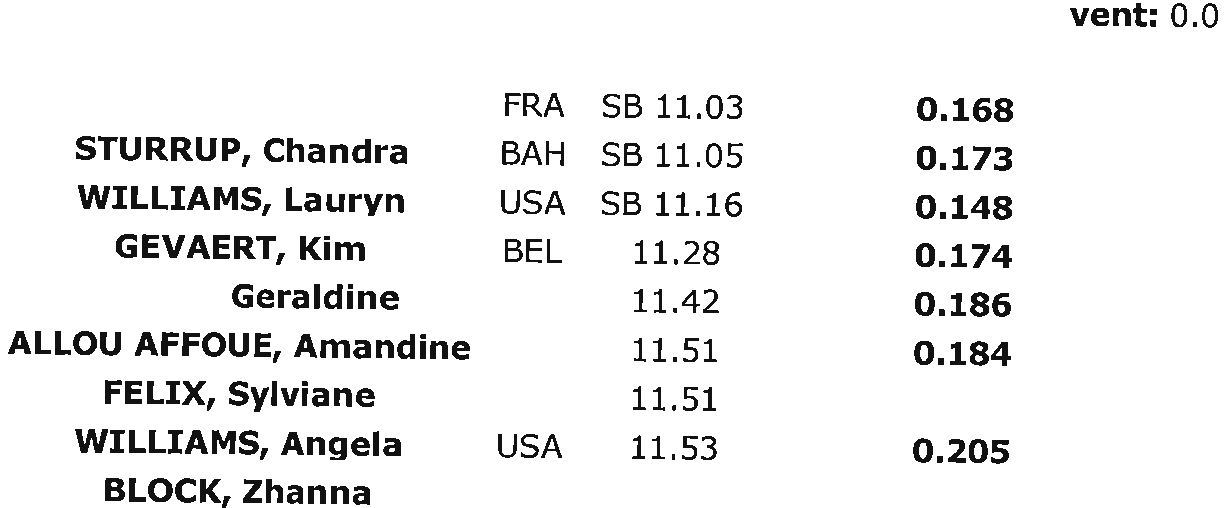 vent: 0.0
FRA SB 11.03 0.168
STURRUP, Chandra BAH SB 11.05 0.173
WILLIAMS, Lauryn USA SB 11.16 0.148
GEVAERT, Kim BEL 11.28 0.174
Geraldine 11.42 0.186
ALLOU AFFOUE, Amandine 11.51 0.184
FELIX, Sylviane 11.51
WILLIAMS, Angela USA 11.53 0.205
BLOCK, Zhanna